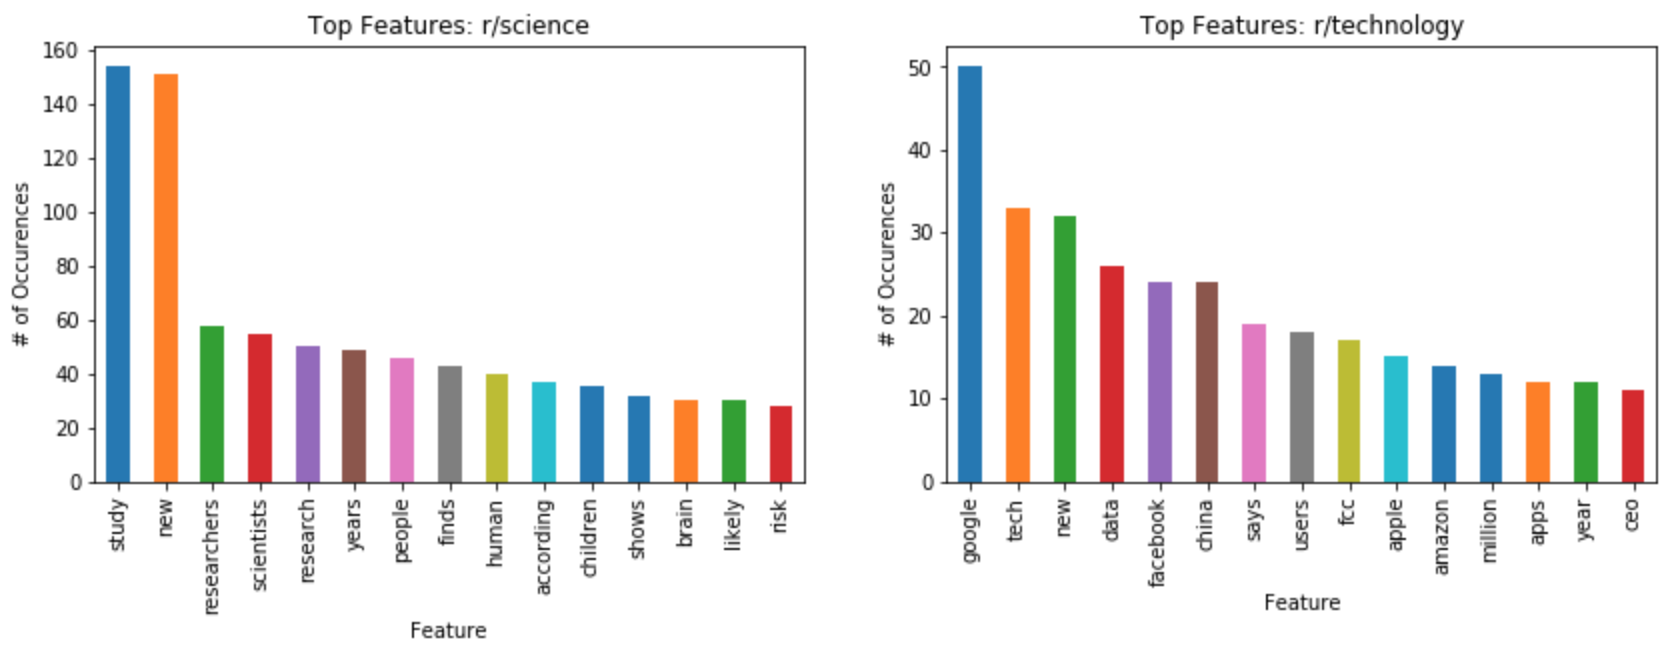 Top Features: r/science
# of Occurences
160
140
120
100
80
60
40
20
0
study
new
researchers
scientists
research
years
people
finds
human
according
children
shows
brain
likely
risk
Feature
Top Features: r/technology
# of Occurences
50
40
30
20
10
0
google
tech
new
data
facebook
china
says
users
fcc
apple
amazon
million
apps
year
ceo
Feature